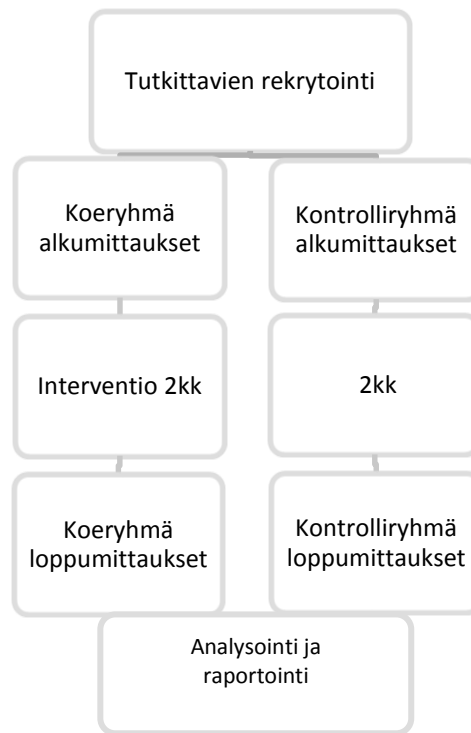 Tutkittavien rekrytointi
Koeryhmä
alkumittaukset
Kontrolliryhmä
alkumittaukset
Interventio 2kk
2kk
Koeryhmä
loppumittaukset
Kontrolliryhmä
loppumittaukset
Analysointi ja
raportointi